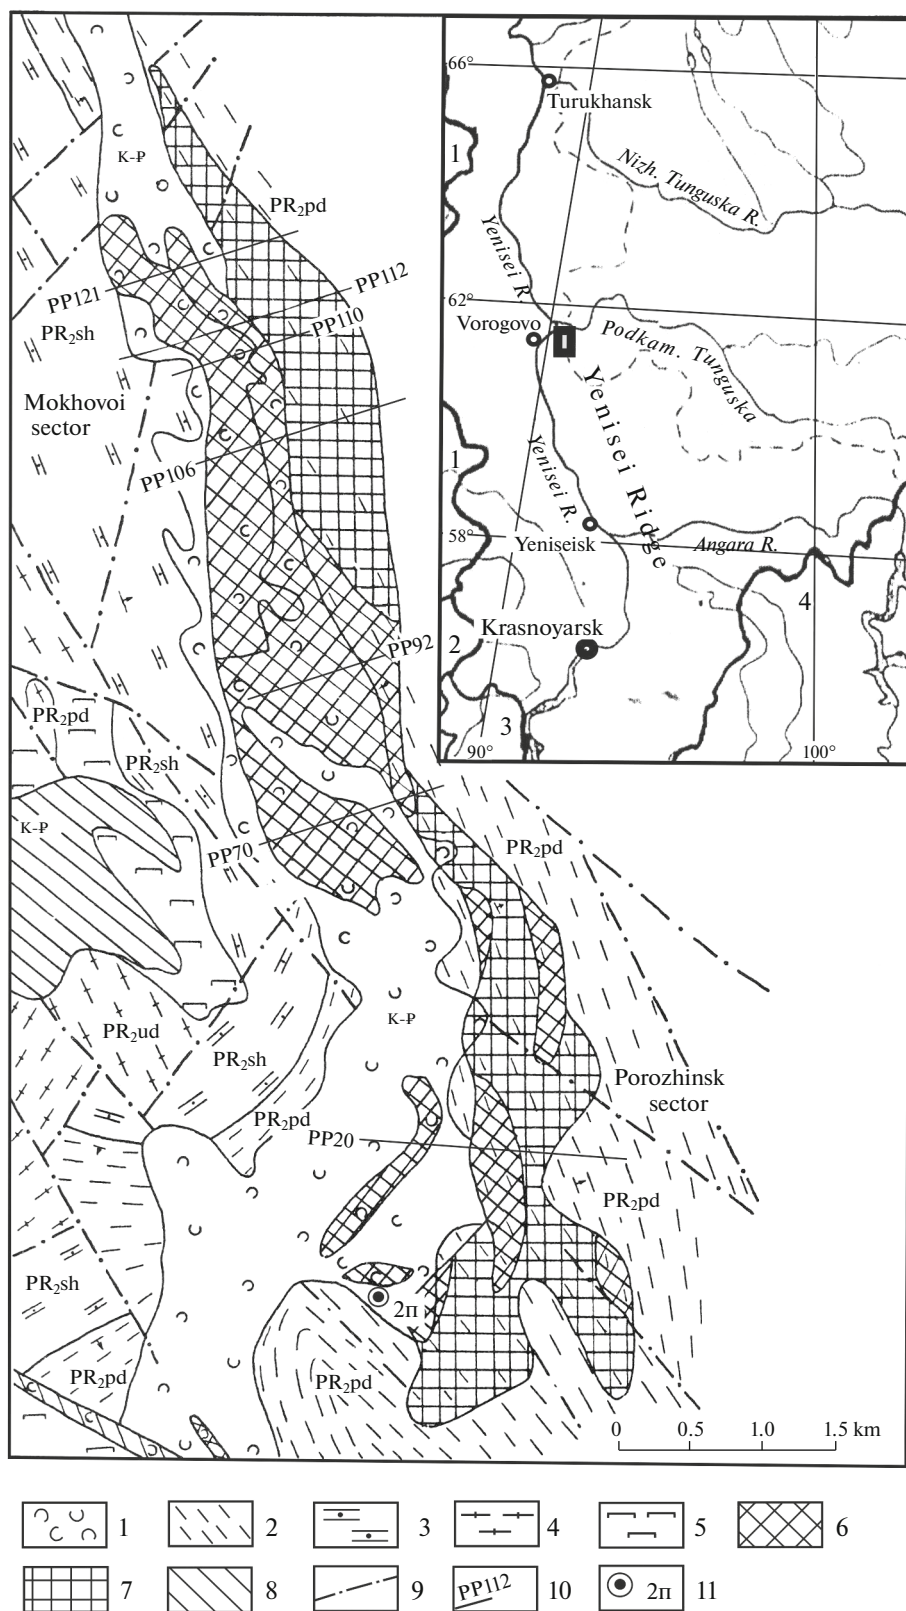 K-P
PR₂pd
PP121
PP112
PP110
PR₂sh
Mokhovoi
sector
PP106
PP92
PR₂pd
PR₂sh
K-P
PP70
PR₂pd
K-P
PR₂ud
PR₂sh
Porozhinsk
sector
PR₂pd
PP20
PR₂pd
PR₂sh
2п
PR₂pd
PR₂pd
0 0.5 1.0 1.5 km
66°
Turukhansk
1
Nizh. Tunguska R.
Yenisei R.
62°
Vorogovo
Podkam. Tunguska
Yenisei Ridge
1
Yenisei R.
58°
Yeniseisk
Angara R.
4
Krasnoyarsk
2
3
90°
100°
1
2
3
4
5
6
7
8
9
PP112
10
2п
11